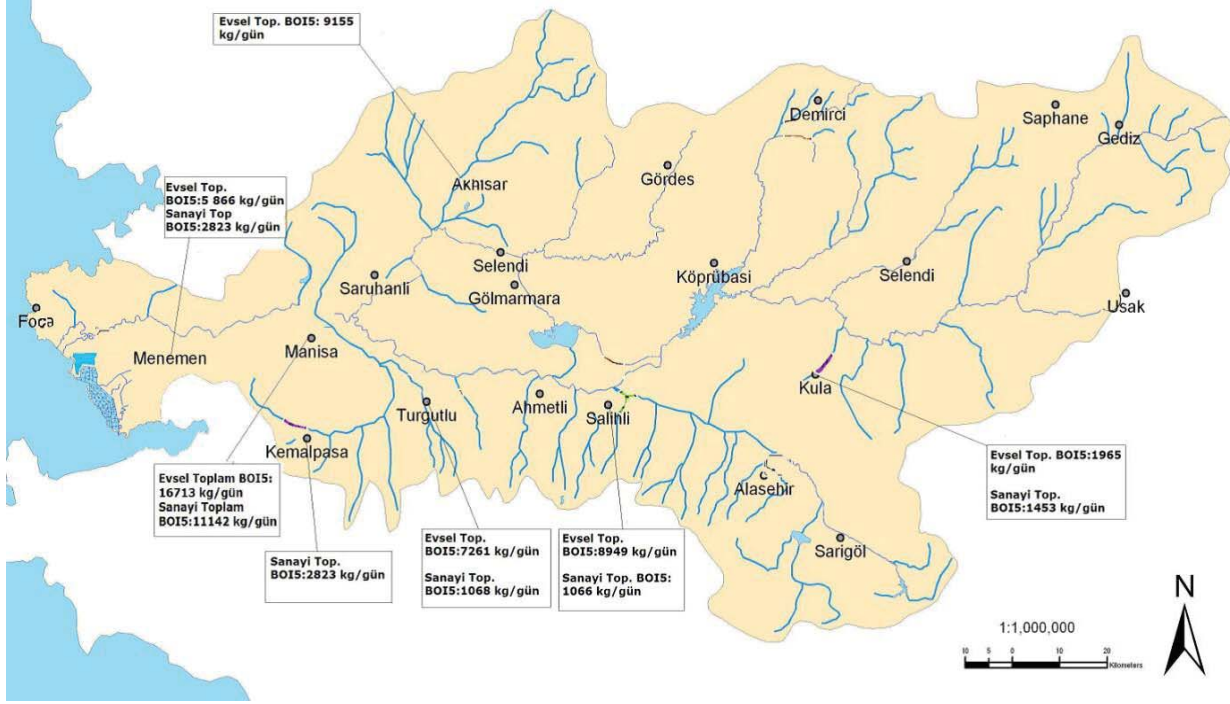 Evsel Top. BOI5: 9155
kg/gün
Demirci
Saphane
Gediz
Gördes
Akhisar
Evsel Top.
BOI5:5 866 kg/gün
Sanayi Top
BOI5:2823 kg/gün
Selendi
Köprübasi
Selendi
Saruhanli
Gölmarmara
Usak
Foça
Manisa
Menemen
Kula
Ahmetli
Turgutlu
Salihli
Kemalpasa
Evsel Top. BOI5:1965
kg/gün
Sanayi Top.
BOI5:1453 kg/gün
Alasehir
Evsel Toplam BOI5:
16713 kg/gün
Sanayi Toplam
BOI5:11142 kg/gün
Sarigöl
Evsel Top.
BOI5:7261 kg/gün
Sanayi Top.
BOI5:1068 kg/gün
Evsel Top.
BOI5:8949 kg/gün
Sanayi Top. BOI5:
1066 kg/gün
Sanayi Top.
BOI5:2823 kg/gün
N
1:1,000,000
10 5 0 10 20
Kilometers